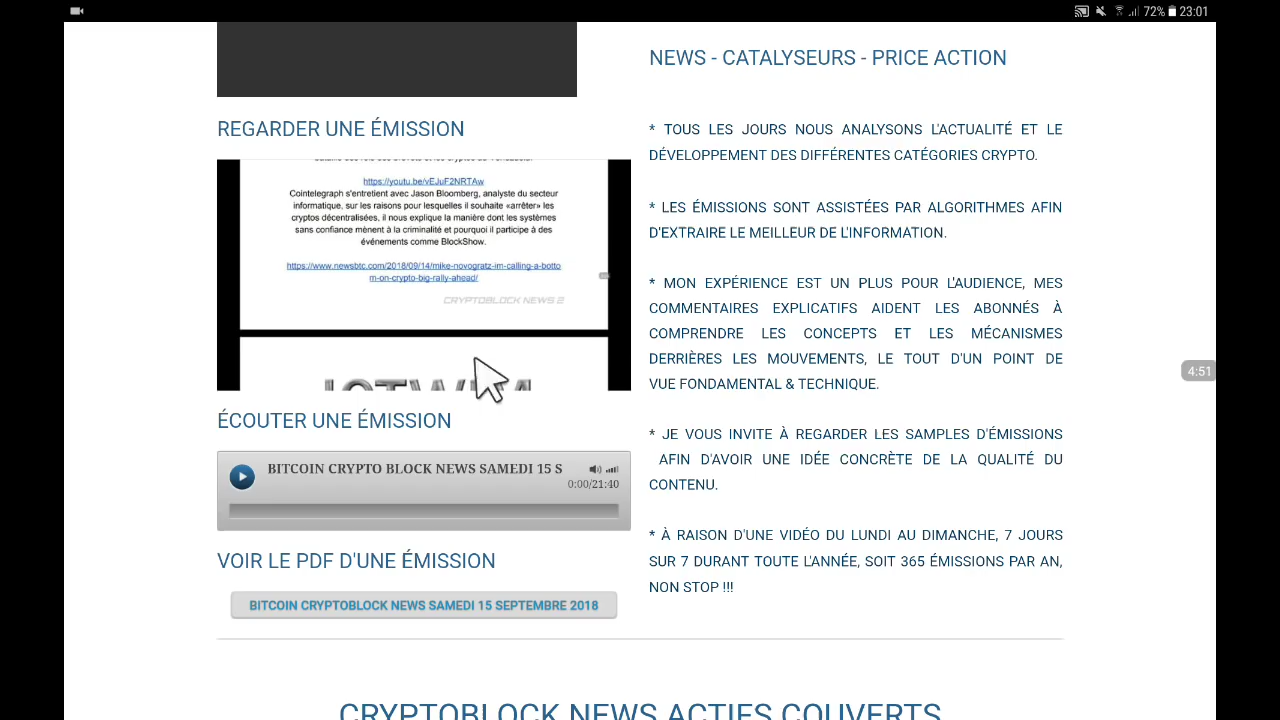 72% 23:01
REGARDER UNE ÉMISSION
https://youtu.be/vEJuF2NRTAw
Cointelegraph s'entretient avec Jason Bloomberg, analyste du secteur
informatique, sur les raisons pour lesquelles il souhaite «arrêter» les
cryptos décentralisées, il nous explique la manière dont les systèmes
sans confiance mènent à la criminalité et pourquoi il participe à des
événements comme BlockShow.
https://www.newsbtc.com/2018/09/14/mike-novogratz-im-calling-a-botto
m-on-crypto-big-rally-ahead/
CRYPTOBLOCK NEWS 2
ÉCOUTER UNE ÉMISSION
BITCOIN CRYPTO BLOCK NEWS SAMEDI 15 S
0:00/21:40
VOIR LE PDF D'UNE ÉMISSION
BITCOIN CRYPTOBLOCK NEWS SAMEDI 15 SEPTEMBRE 2018
NEWS - CATALYSEURS - PRICE ACTION
* TOUS LES JOURS NOUS ANALYSONS L'ACTUALITÉ ET LE
DÉVELOPPEMENT DES DIFFÉRENTES CATÉGORIES CRYPTO.
* LES ÉMISSIONS SONT ASSISTÉES PAR ALGORITHMES AFIN
D'EXTRAIRE LE MEILLEUR DE L'INFORMATION.
* MON EXPÉRIENCE EST UN PLUS POUR L'AUDIENCE, MES
COMMENTAIRES EXPLICATIFS AIDENT LES ABONNÉS À
COMPRENDRE LES CONCEPTS ET LES MÉCANISMES
DERRIÈRES LES MOUVEMENTS, LE TOUT D'UN POINT DE
VUE FONDAMENTAL & TECHNIQUE.
* JE VOUS INVITE À REGARDER LES SAMPLES D'ÉMISSIONS
AFIN D'AVOIR UNE IDÉE CONCRÈTE DE LA QUALITÉ DU
CONTENU.
* À RAISON D'UNE VIDÉO DU LUNDI AU DIMANCHE, 7 JOURS
SUR 7 DURANT TOUTE L'ANNÉE, SOIT 365 ÉMISSIONS PAR AN,
NON STOP !!!
4:51
CRYPTOBLOCK NEWS ACTIFS COUVERTS